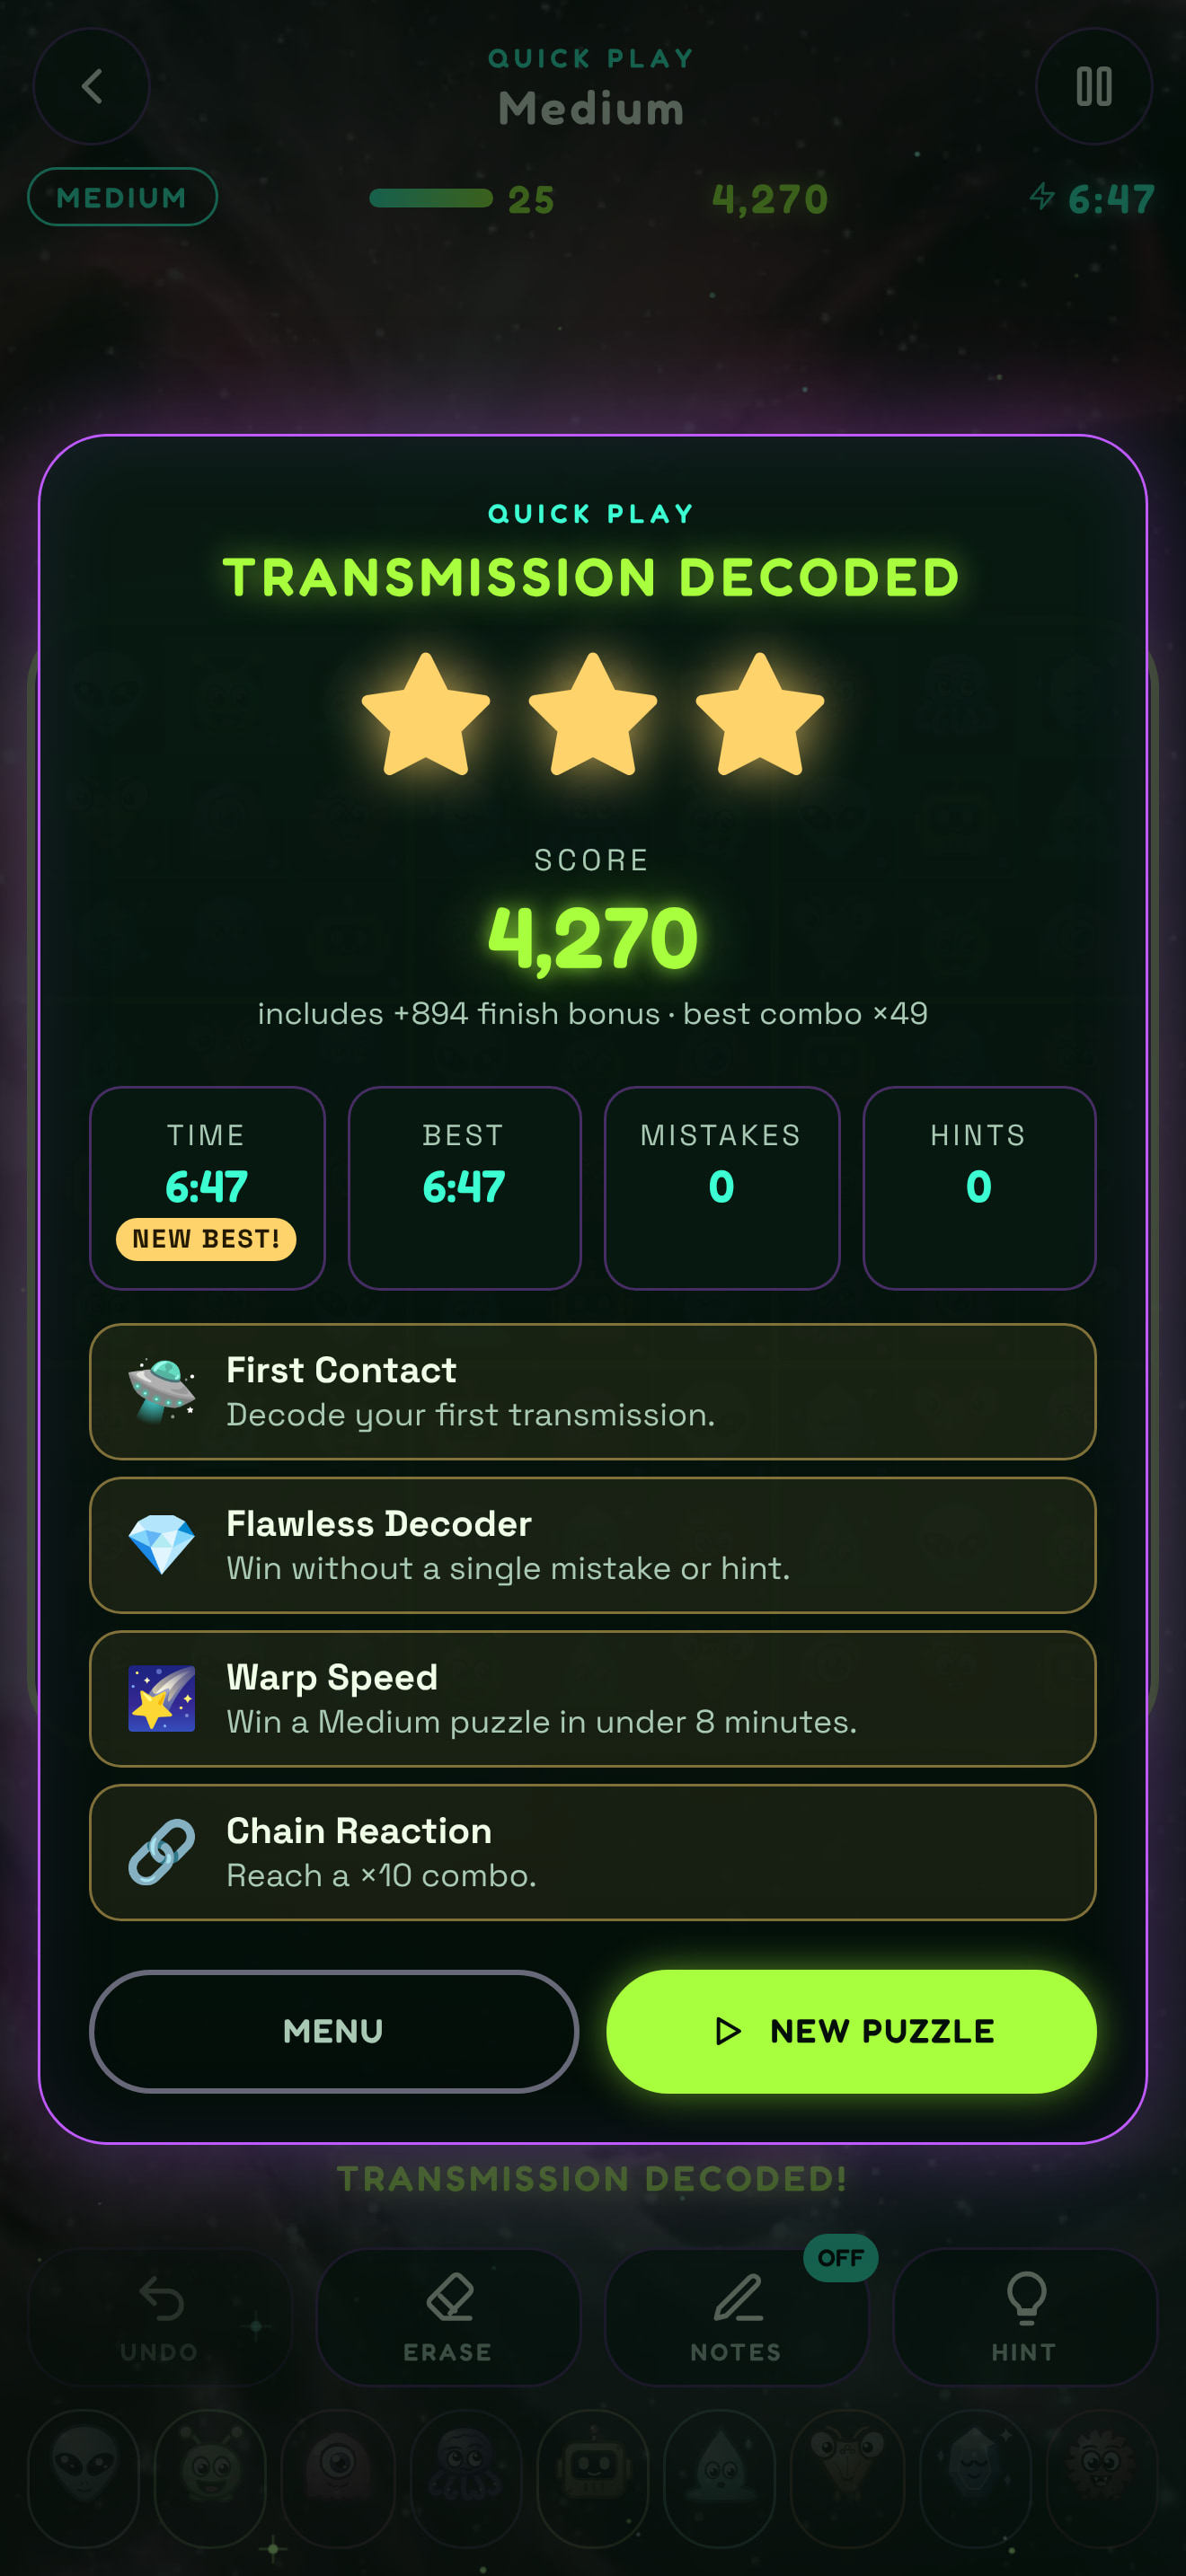 QUICK PLAY
Medium
MEDIUM
25
4,270
6:47
QUICK PLAY
TRANSMISSION DECODED
SCORE
4,270
includes +894 finish bonus · best combo ×49
TIME
6:47
NEW BEST!
BEST
6:47
MISTAKES
0
HINTS
0
First Contact
Decode your first transmission.
Flawless Decoder
Win without a single mistake or hint.
Warp Speed
Win a Medium puzzle in under 8 minutes.
Chain Reaction
Reach a ×10 combo.
MENU
NEW PUZZLE
TRANSMISSION DECODED!
UNDO
ERASE
OFF
NOTES
HINT